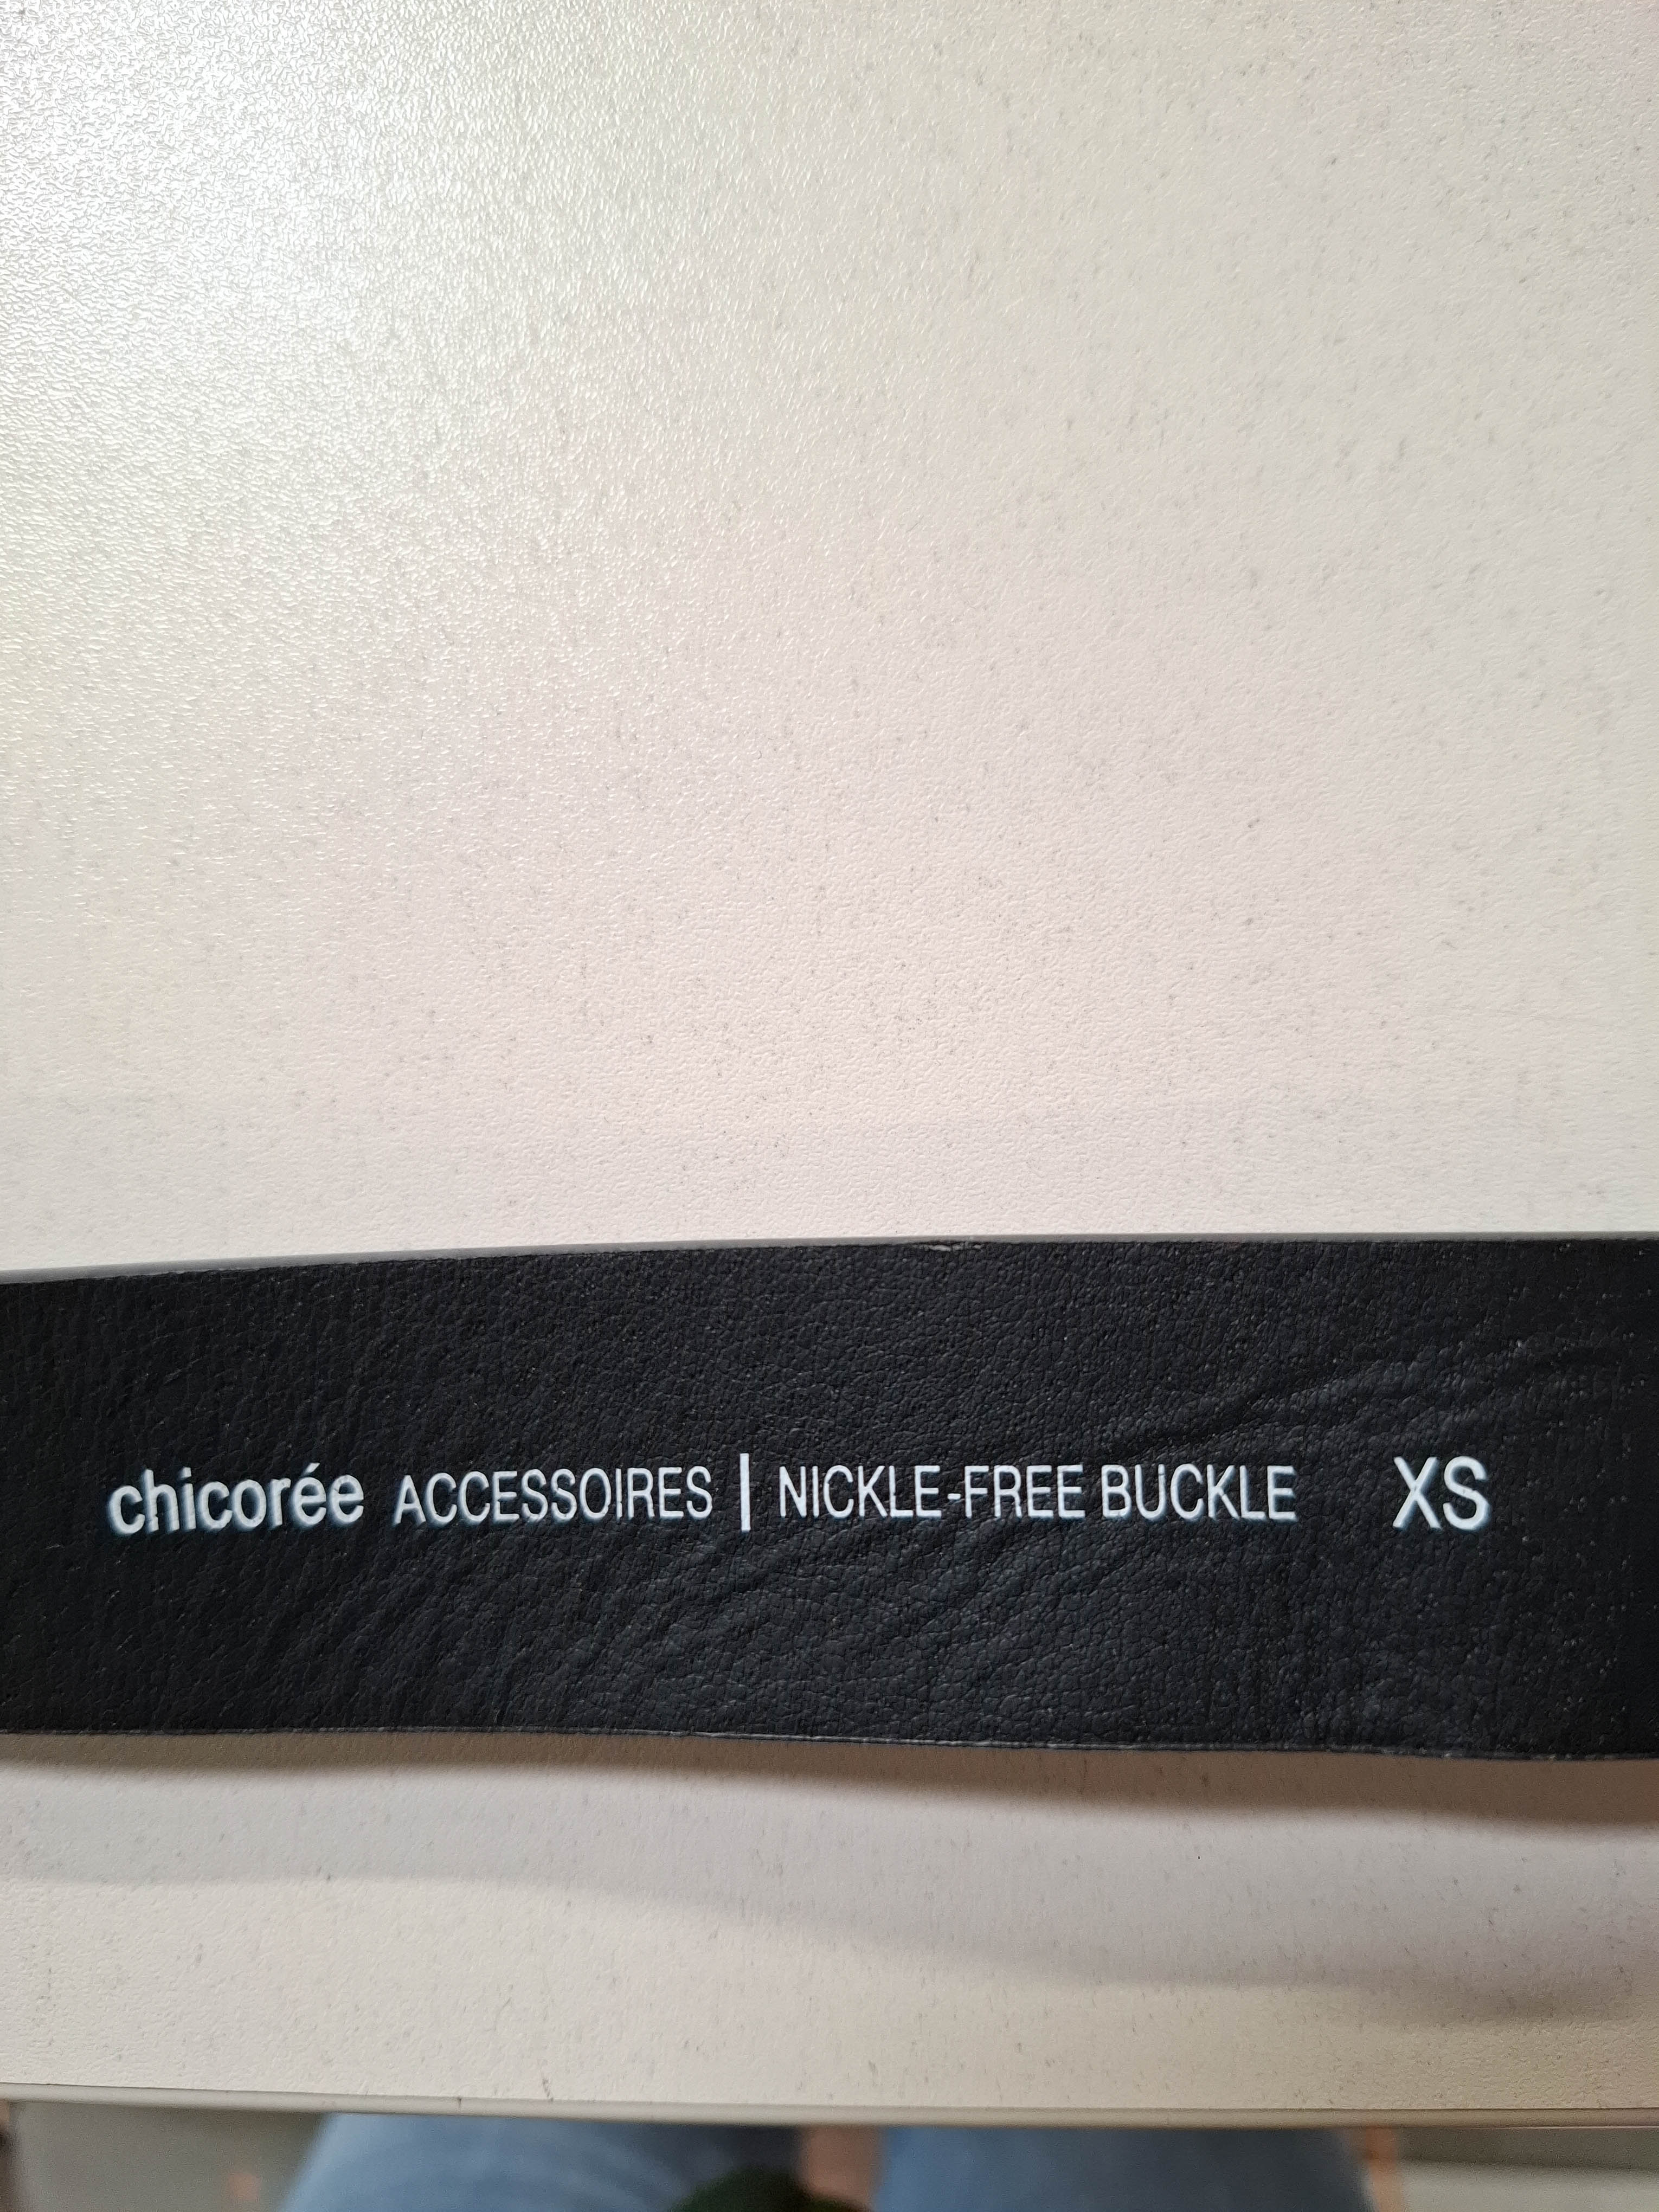 chicorée ACCESSOIRES | NICKLE-FREE BUCKLE XS